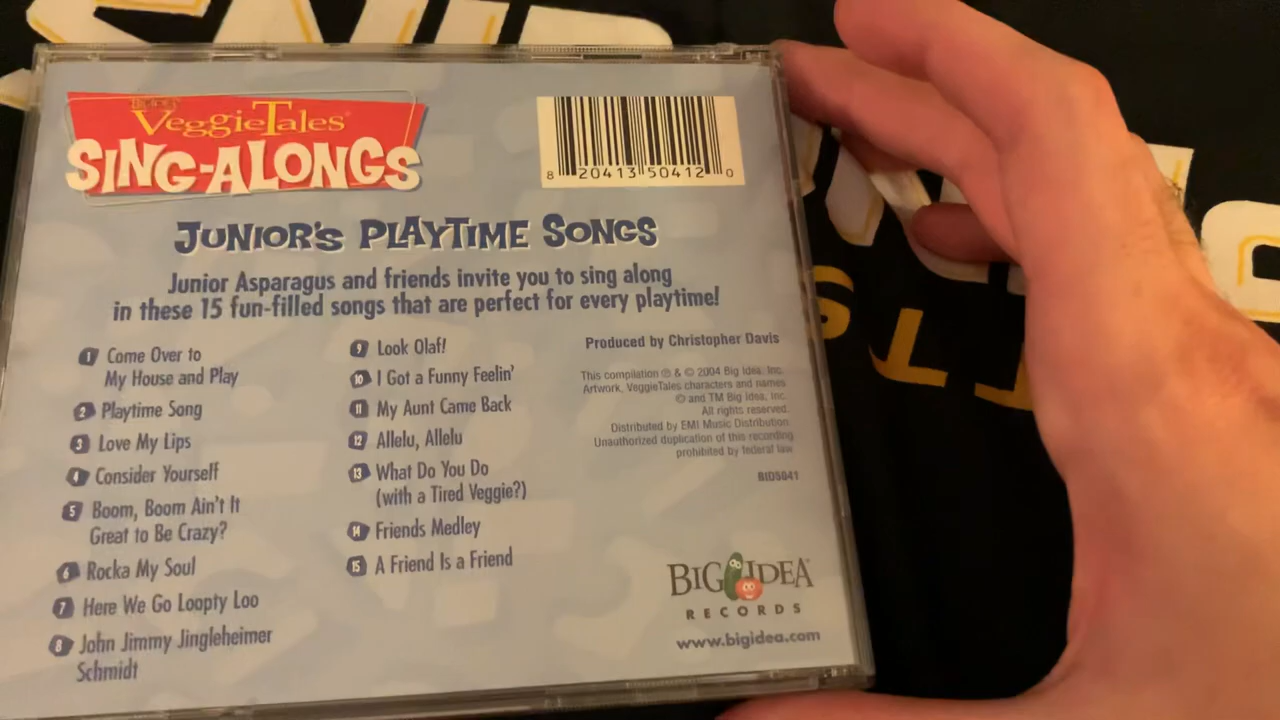 VeggieTales®
SING-ALONGS
8 20413 50412 0
JUNIOR'S PLAYTIME SONGS
Junior Asparagus and friends invite you to sing along
in these 15 fun-filled songs that are perfect for every playtime!
1 Come Over to
My House and Play
2 Playtime Song
3 Love My Lips
4 Consider Yourself
5 Boom, Boom Ain't It
Great to Be Crazy?
6 Rocka My Soul
7 Here We Go Loopty Loo
8 John Jimmy Jingleheimer
Schmidt
9 Look Olaf!
10 I Got a Funny Feelin'
11 My Aunt Came Back
12 Allelu, Allelu
13 What Do You Do
(with a Tired Veggie?)
14 Friends Medley
15 A Friend Is a Friend
Produced by Christopher Davis
This compilation ℗ & © 2004 Big Idea, Inc.
Artwork, VeggieTales characters and names
© and TM Big Idea, Inc.
All rights reserved.
Distributed by EMI Music Distribution.
Unauthorized duplication of this recording
prohibited by federal law.
BID5041
BIG IDEA™
RECORDS
www.bigidea.com